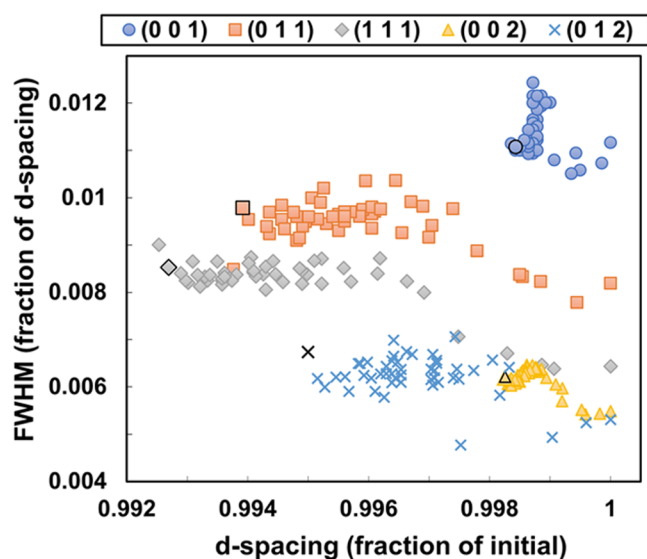 (0 0 1) (0 1 1) (1 1 1) (0 0 2) (0 1 2)
0.012
0.01
0.008
0.006
0.004
FWHM (fraction of d-spacing)
0.992 0.994 0.996 0.998 1
d-spacing (fraction of initial)